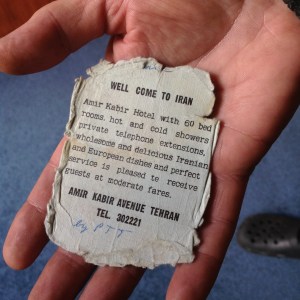 WELL COME TO IRAN
Amir Kabir Hotel with 60 bed
rooms, hot and cold showers
private telephone extensions,
wholesome and delicious Iranian
and European dishes and perfect
service is pleased to receive
guests at moderate fares.
AMIR KABIR AVENUE TEHRAN
TEL. 302221